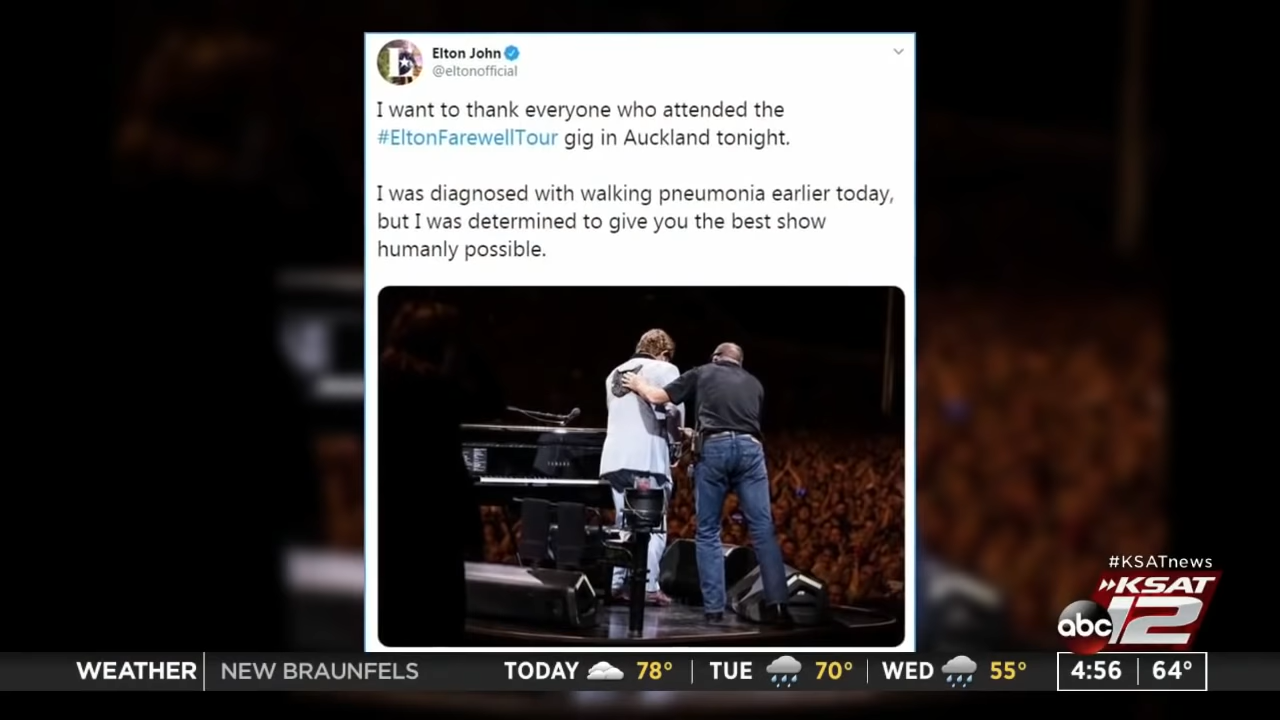 Elton John
@eltonofficial
I want to thank everyone who attended the
#EltonFarewellTour gig in Auckland tonight.
I was diagnosed with walking pneumonia earlier today,
but I was determined to give you the best show
humanly possible.
YAMAHA
#KSATnews
KSAT
abc 12
WEATHER NEW BRAUNFELS TODAY 78° TUE 70° WED 55° 4:56 64°